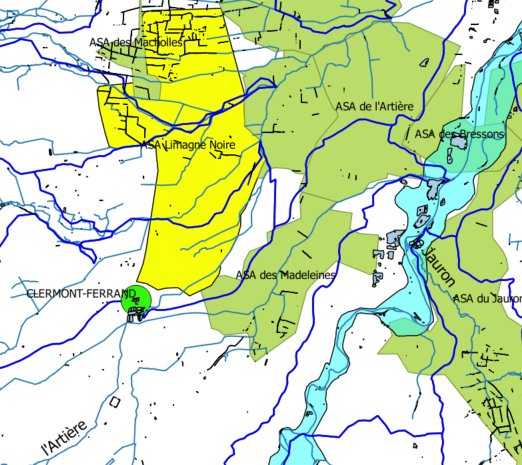 ASA des Macholles
ASA de l'Artière
ASA des Bressons
ASA Limagne Noire
ASA des Madeleines
Jauron
CLERMONT-FERRAND
ASA du Jauron
l'Artière